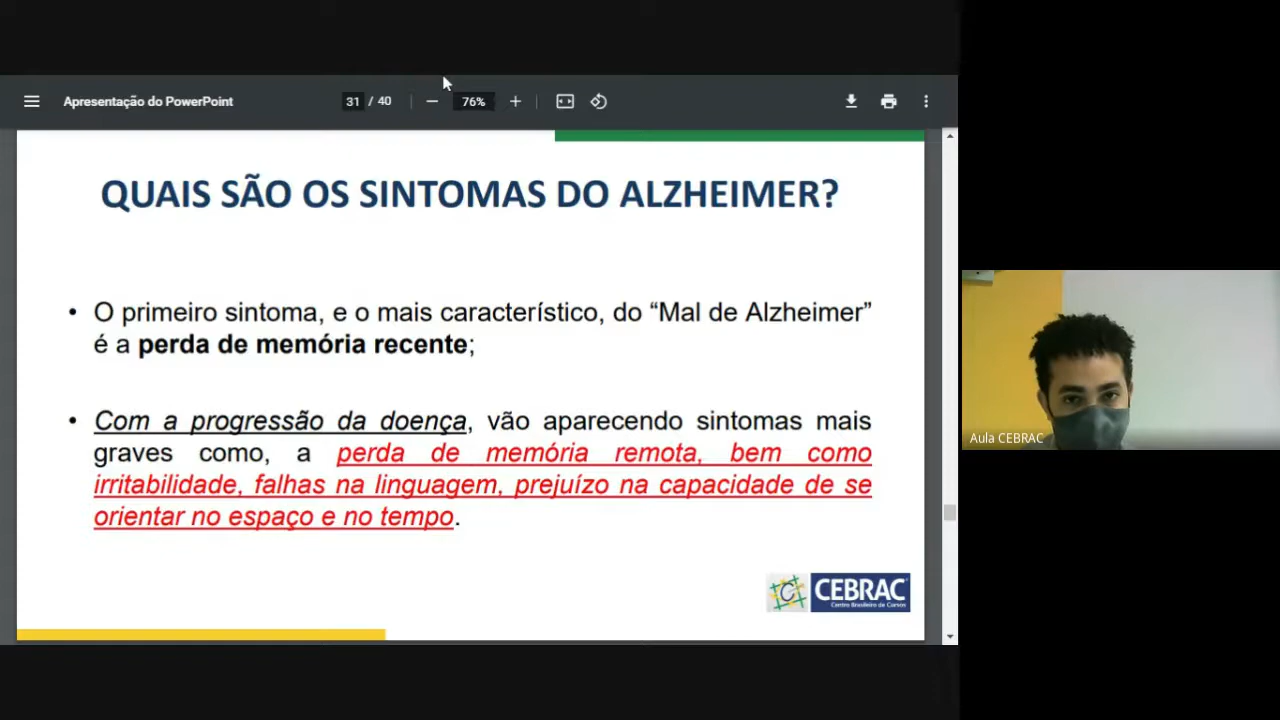 Apresentação do PowerPoint
31 / 40
76%
QUAIS SÃO OS SINTOMAS DO ALZHEIMER?
• O primeiro sintoma, e o mais característico, do “Mal de Alzheimer”
é a perda de memória recente;
• Com a progressão da doença, vão aparecendo sintomas mais
graves como, a perda de memória remota, bem como
irritabilidade, falhas na linguagem, prejuízo na capacidade de se
orientar no espaço e no tempo.
C CEBRAC
Centro Brasileiro de Cursos
Aula CEBRAC